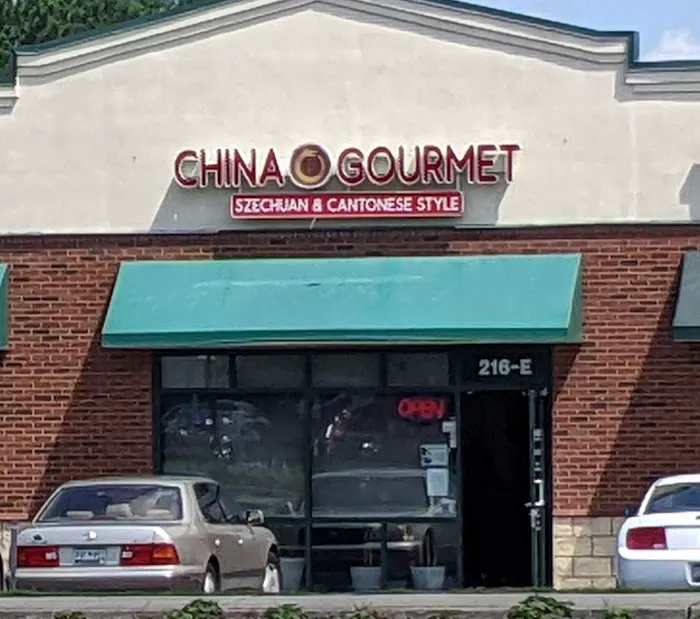 CHINA GOURMET
SZECHUAN & CANTONESE STYLE
216-E
OPEN